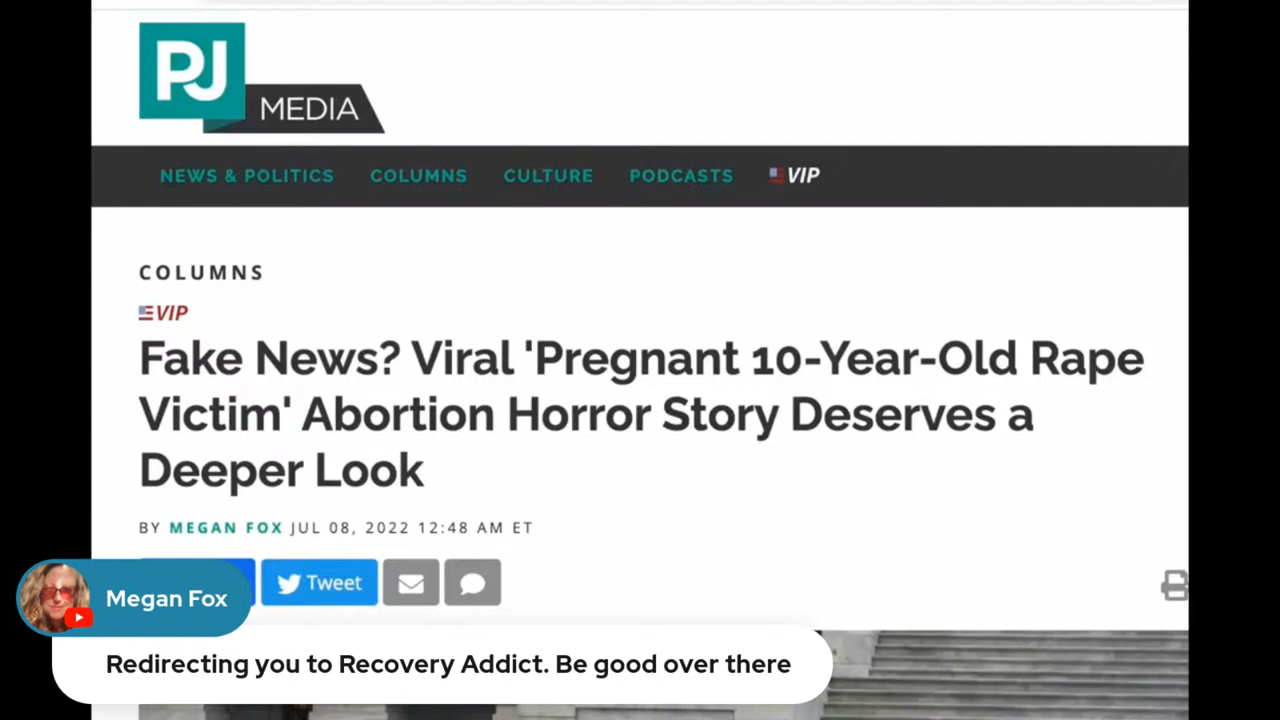 PJ
MEDIA
NEWS & POLITICS COLUMNS CULTURE PODCASTS VIP
COLUMNS
VIP
Fake News? Viral 'Pregnant 10-Year-Old Rape
Victim' Abortion Horror Story Deserves a
Deeper Look
BY MEGAN FOX JUL 08, 2022 12:48 AM ET
Tweet
Megan Fox
Redirecting you to Recovery Addict. Be good over there